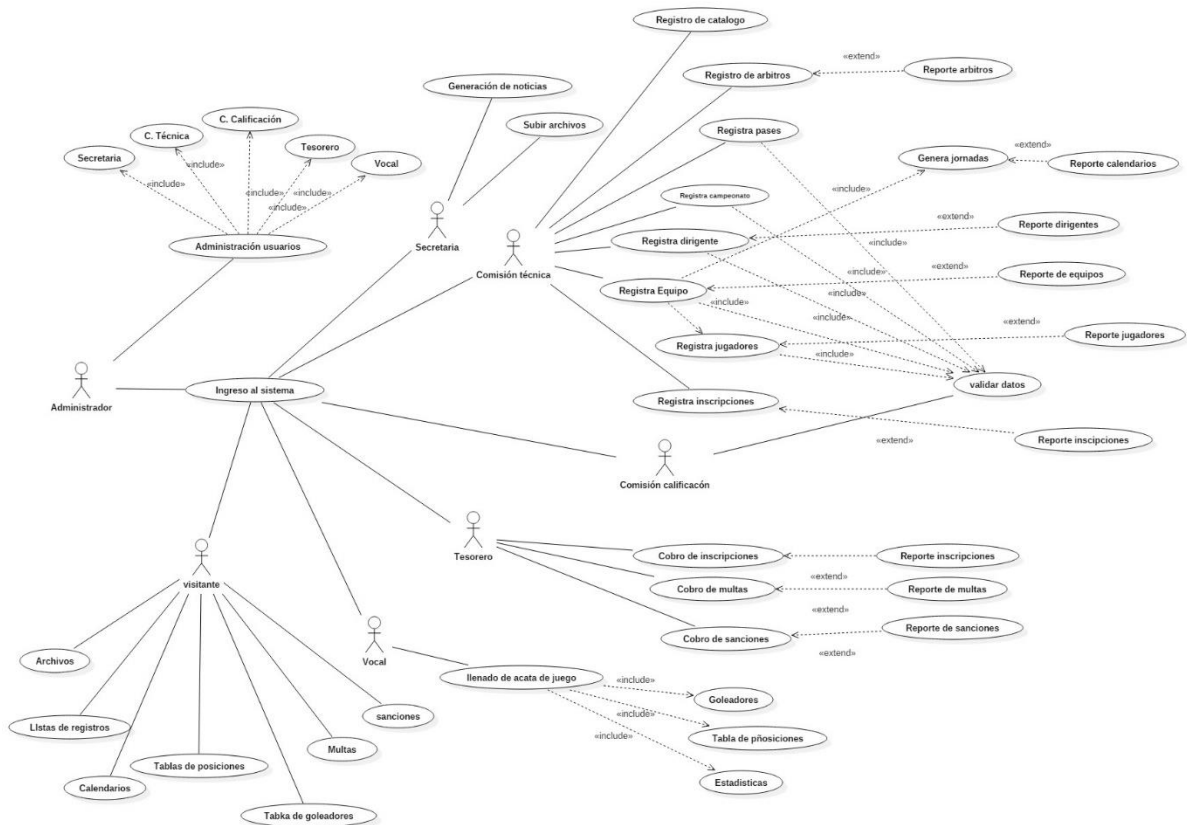 Registro de catalogo
«extend»
Registro de arbitros
Reporte arbitros
Generación de noticias
C. Calificación
Subir archivos
C. Técnica
Registra pases
Tesorero
Secretaria
Vocal
«extend»
Genera jornadas
Reporte calendarios
«include»
«include»
«include»
«include»
«include»
«include»
Registra campeonato
«extend»
Reporte dirigentes
Administración usuarios
Secretaria
Registra dirigente
«include»
Comisión técnica
«extend»
Reporte de equipos
«include»
Registra Equipo
«include»
«include»
«include»
«extend»
Reporte jugadores
Registra jugadores
«include»
validar datos
Administrador
Ingreso al sistema
Registra inscripciones
«extend»
Reporte inscipciones
Comisión calificacón
Tesorero
Cobro de inscripciones
Reporte inscripciones
visitante
«extend»
Cobro de multas
Reporte de multas
«extend»
Reporte de sanciones
Cobro de sanciones
«extend»
Archivos
Vocal
llenado de acata de juego
«include»
Goleadores
LIstas de registros
sanciones
«include»
«include»
Tabla de pñosiciones
Multas
Tablas de posiciones
Calendarios
Estadisticas
Tabka de goleadores